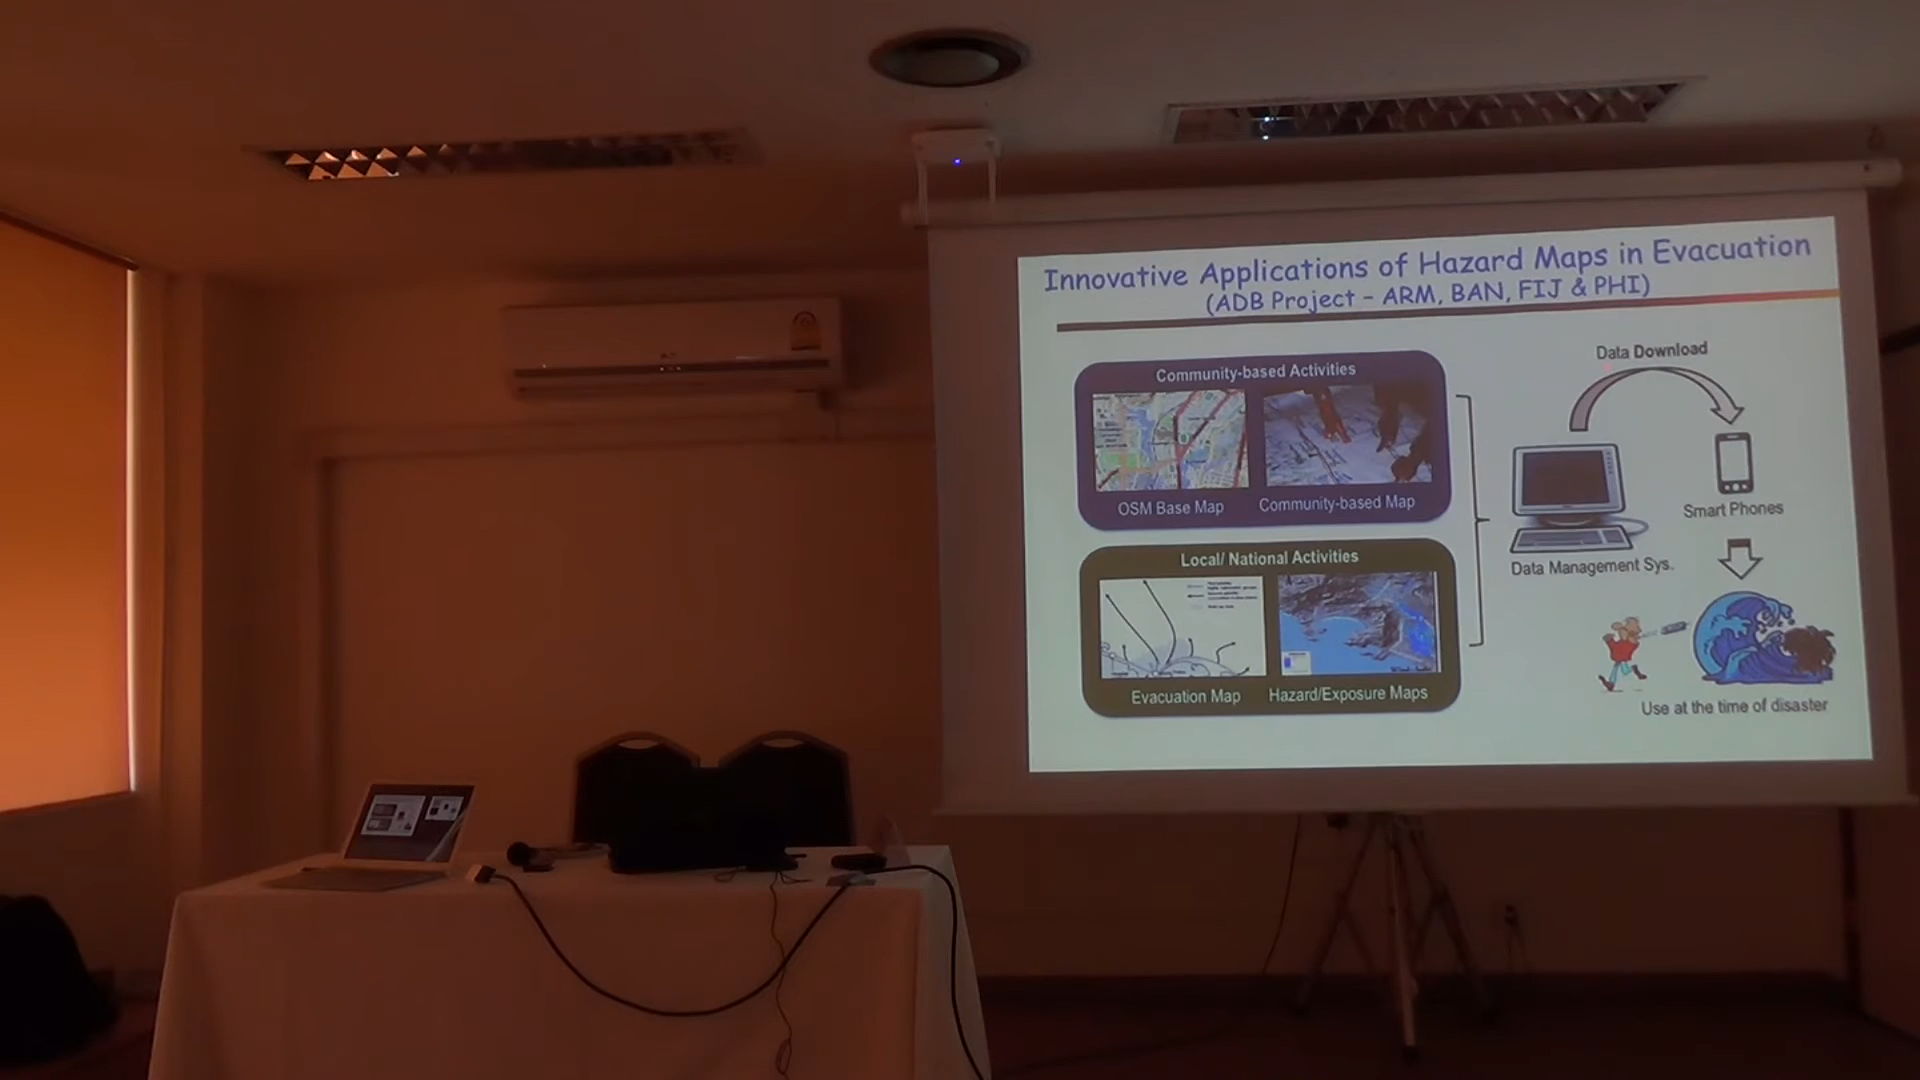 Innovative Applications of Hazard Maps in Evacuation
(ADB Project – ARM, BAN, FIJ & PHI)
Community-based Activities
OSM Base Map
Community-based Map
Local/ National Activities
Evacuation Map
Hazard/Exposure Maps
Data Download
Data Management Sys.
Smart Phones
Use at the time of disaster